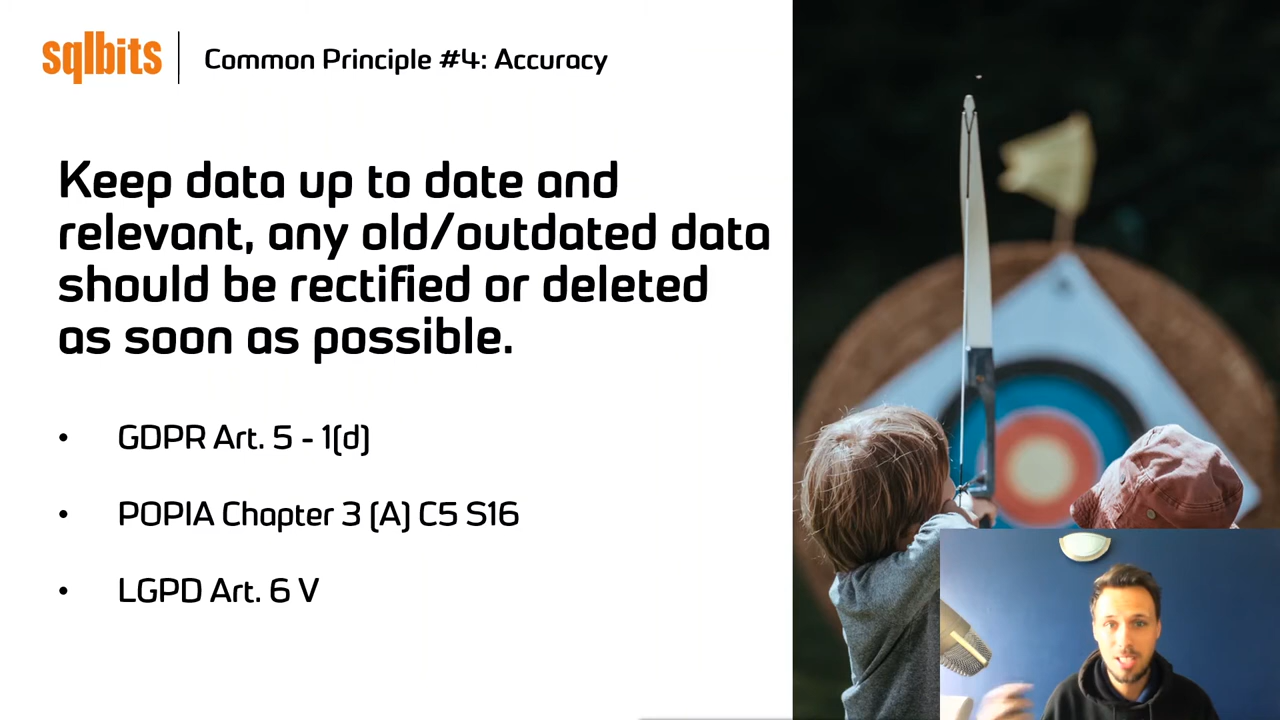 sqlbits
Common Principle #4: Accuracy
Keep data up to date and
relevant, any old/outdated data
should be rectified or deleted
as soon as possible.
• GDPR Art. 5 - 1(d)
• POPIA Chapter 3 (A) C5 S16
• LGPD Art. 6 V